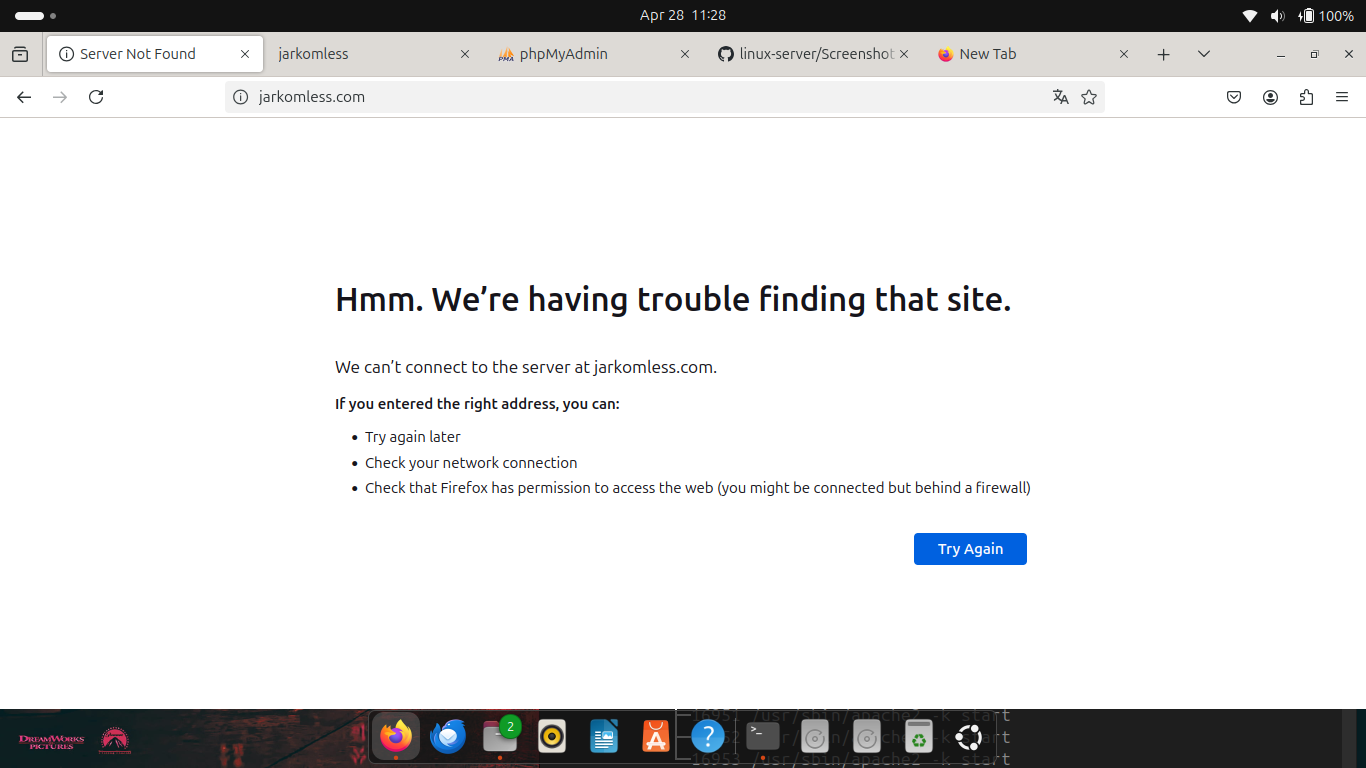 Apr 28 11:28
100%
Server Not Found
jarkomless
PMA
phpMyAdmin
linux-server/Screenshot
New Tab
jarkomless.com
Hmm. We’re having trouble finding that site.
We can’t connect to the server at jarkomless.com.
If you entered the right address, you can:
Try again later
Check your network connection
Check that Firefox has permission to access the web (you might be connected but behind a firewall)
Try Again
DREAMWORKS
PICTURES
2
?
>_
16951 /usr/sbin/apache2 -k start
-k start
16953 /usr/sbin/apache2 -k start